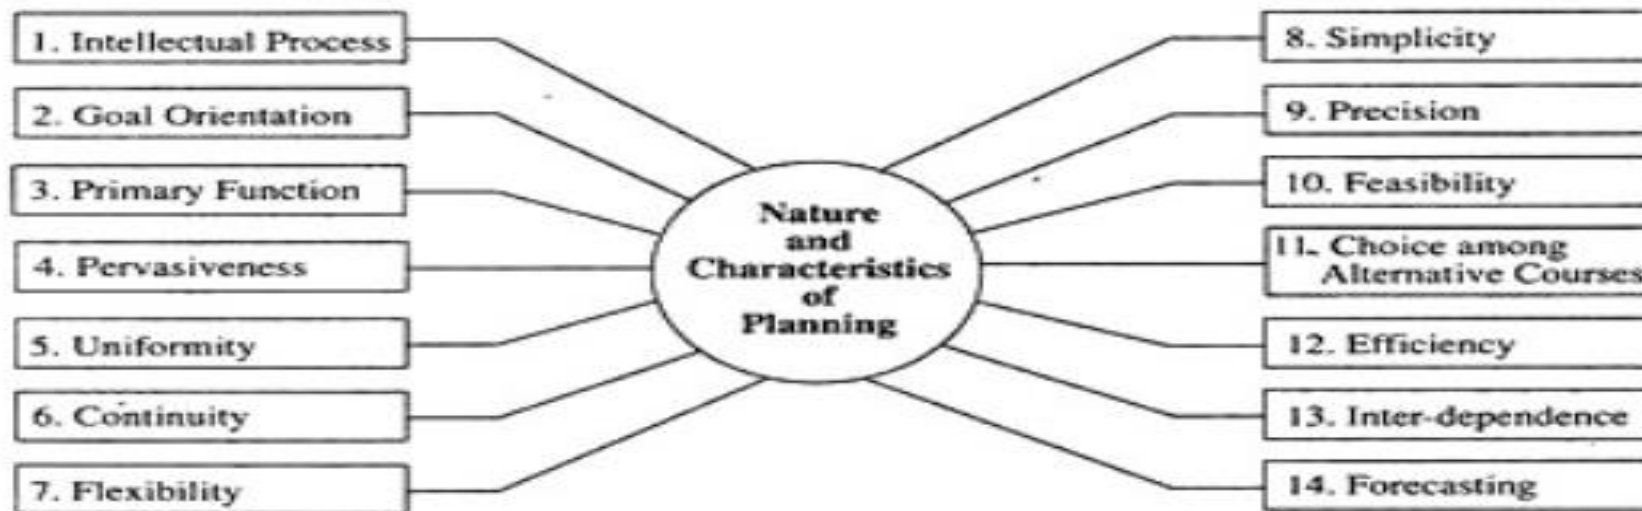 1. Intellectual Process
2. Goal Orientation
3. Primary Function
4. Pervasiveness
5. Uniformity
6. Continuity
7. Flexibility
Nature
and
Characteristics
of
Planning
8. Simplicity
9. Precision
10. Feasibility
11. Choice among
Alternative Courses
12. Efficiency
13. Inter-dependence
14. Forecasting